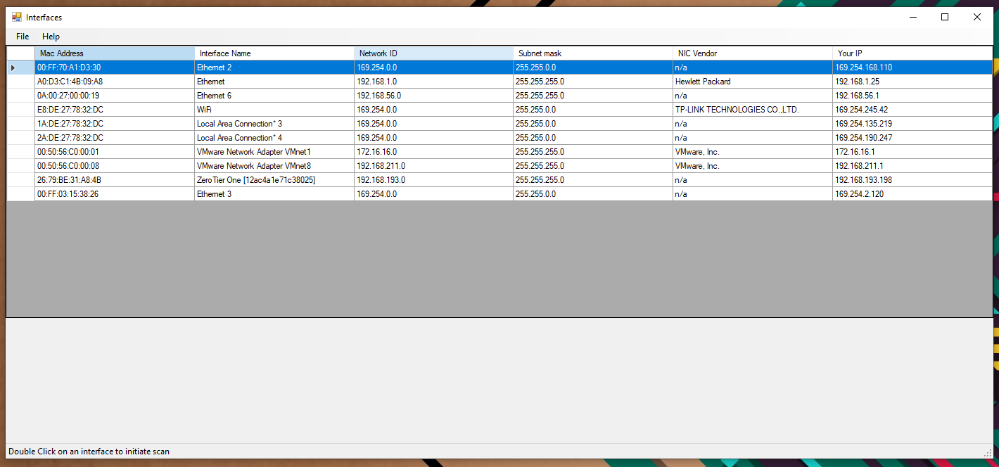 Interfaces
File Help
Mac Address Interface Name Network ID Subnet mask NIC Vendor Your IP
00:FF:70:A1:D3:30 Ethernet 2 169.254.0.0 255.255.0.0 n/a 169.254.168.110
A0:D3:C1:4B:09:A8 Ethernet 192.168.1.0 255.255.255.0 Hewlett Packard 192.168.1.25
0A:00:27:00:00:19 Ethernet 6 192.168.56.0 255.255.255.0 n/a 192.168.56.1
E8:DE:27:78:32:DC WiFi 169.254.0.0 255.255.0.0 TP-LINK TECHNOLOGIES CO.,LTD. 169.254.245.42
1A:DE:27:78:32:DC Local Area Connection* 3 169.254.0.0 255.255.0.0 n/a 169.254.135.219
2A:DE:27:78:32:DC Local Area Connection* 4 169.254.0.0 255.255.0.0 n/a 169.254.190.247
00:50:56:C0:00:01 VMware Network Adapter VMnet1 172.16.16.0 255.255.255.0 VMware, Inc. 172.16.16.1
00:50:56:C0:00:08 VMware Network Adapter VMnet8 192.168.211.0 255.255.255.0 VMware, Inc. 192.168.211.1
26:79:BE:31:A8:4B ZeroTier One [12ac4a1e71c38025] 192.168.193.0 255.255.255.0 n/a 192.168.193.198
00:FF:03:15:38:26 Ethernet 3 169.254.0.0 255.255.0.0 n/a 169.254.2.120
Double Click on an interface to initiate scan